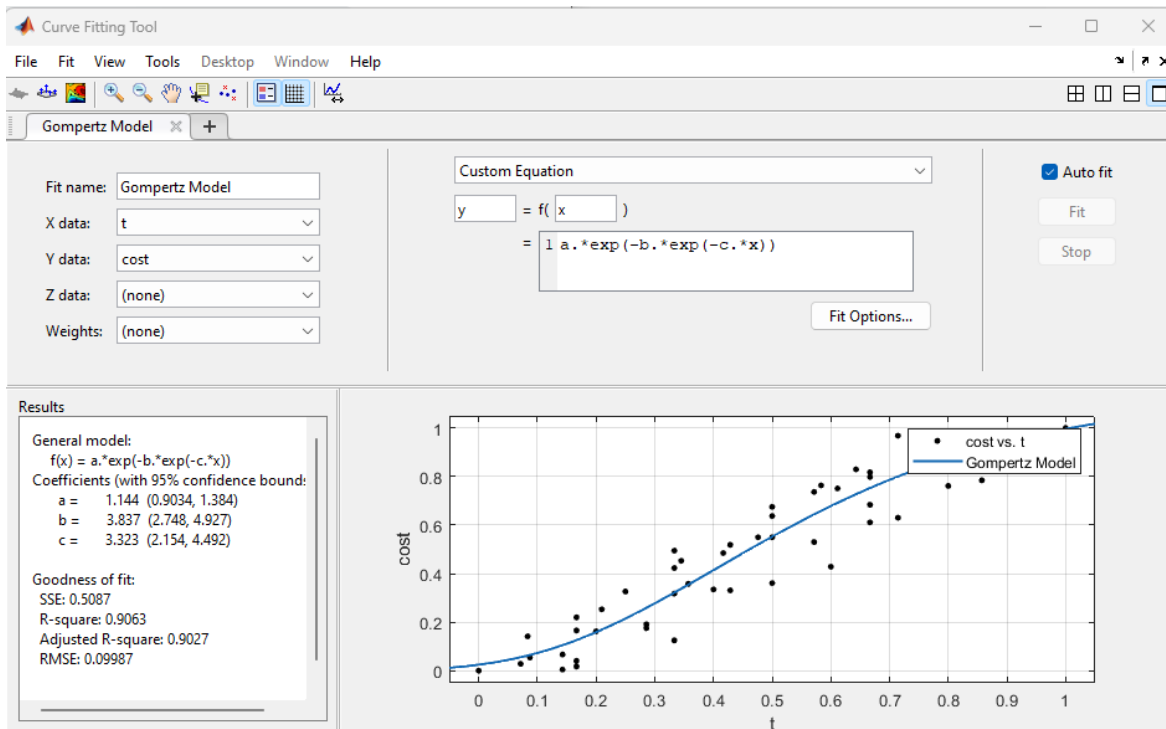 Curve Fitting Tool
File Fit View Tools Desktop Window Help
Gompertz Model
Fit name: Gompertz Model
X data: t
Y data: cost
Z data: (none)
Weights: (none)
Custom Equation
y = f( x )
= 1 a.*exp(-b.*exp(-c.*x))
Fit Options...
Auto fit
Fit
Stop
Results
General model:
f(x) = a.*exp(-b.*exp(-c.*x))
Coefficients (with 95% confidence bounds
a = 1.144 (0.9034, 1.384)
b = 3.837 (2.748, 4.927)
c = 3.323 (2.154, 4.492)
Goodness of fit:
SSE: 0.5087
R-square: 0.9063
Adjusted R-square: 0.9027
RMSE: 0.09987
cost vs. t
Gompertz Model
1
0.8
0.6
0.4
0.2
0
cost
0 0.1 0.2 0.3 0.4 0.5 0.6 0.7 0.8 0.9 1
t